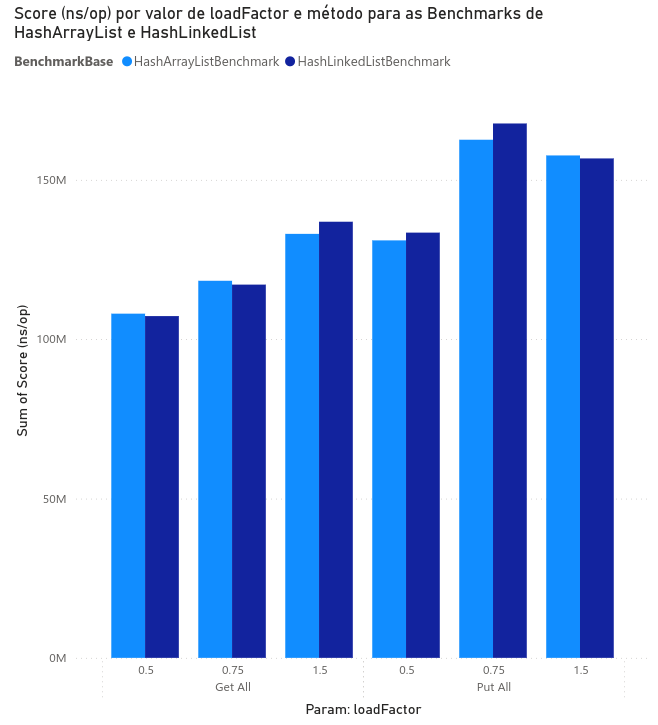 Score (ns/op) por valor de loadFactor e método para as Benchmarks de
HashArrayList e HashLinkedList
BenchmarkBase HashArrayListBenchmark HashLinkedListBenchmark
150M
100M
50M
0M
Sum of Score (ns/op)
0.5 0.75 1.5 0.5 0.75 1.5
Get All Put All
Param: loadFactor